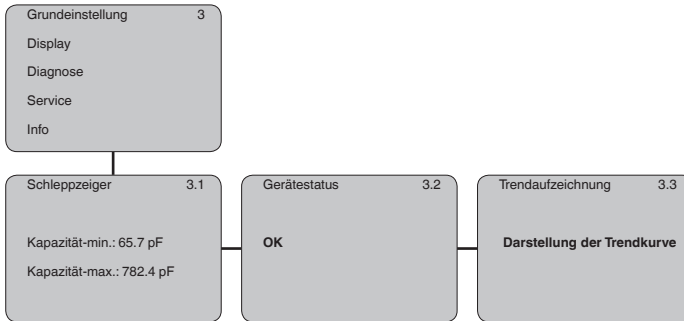 Grundeinstellung 3
Display
Diagnose
Service
Info
Schleppzeiger 3.1
Kapazität-min.: 65.7 pF
Kapazität-max.: 782.4 pF
Gerätestatus 3.2
OK
Trendaufzeichnung 3.3
Darstellung der Trendkurve